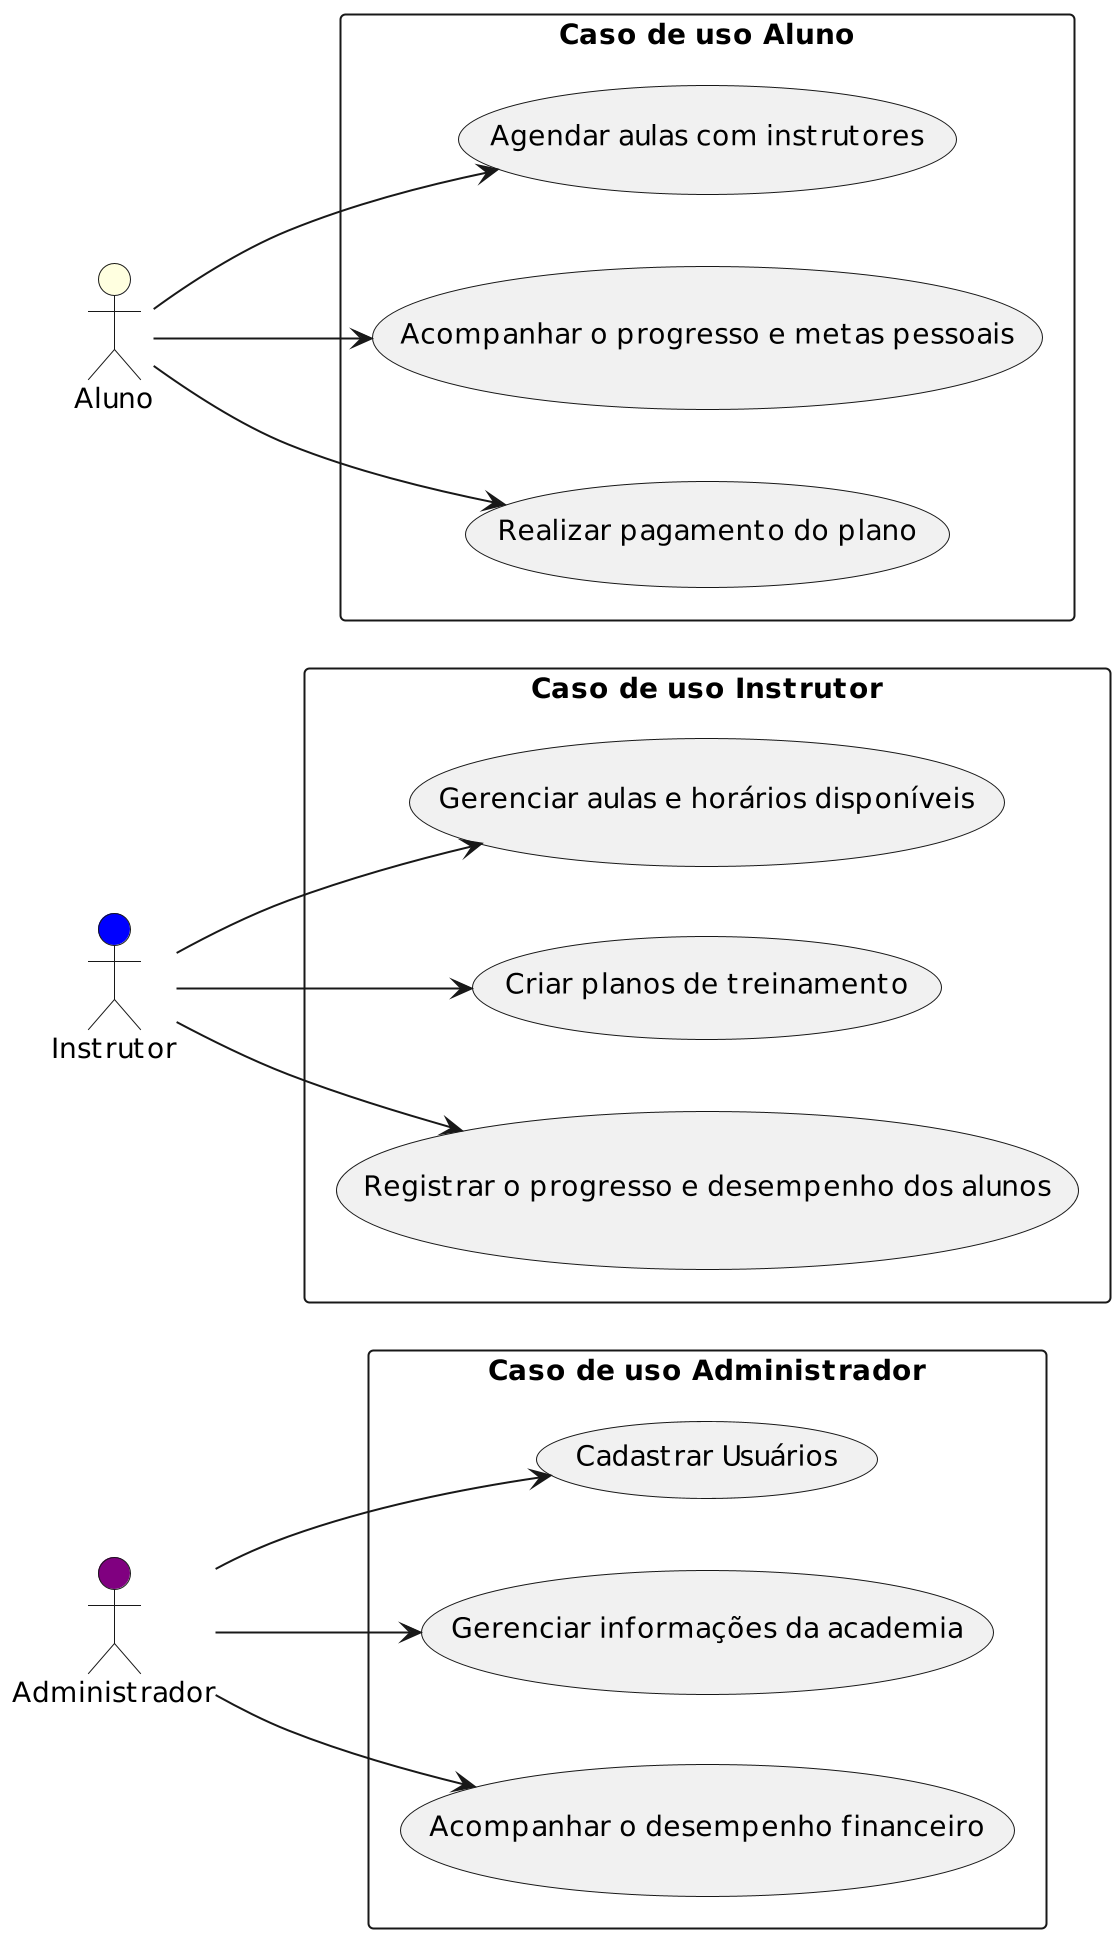 Caso de uso Aluno
Agendar aulas com instrutores
Acompanhar o progresso e metas pessoais
Aluno
Realizar pagamento do plano
Caso de uso Instrutor
Gerenciar aulas e horários disponíveis
Criar planos de treinamento
Instrutor
Registrar o progresso e desempenho dos alunos
Caso de uso Administrador
Cadastrar Usuários
Gerenciar informações da academia
Administrador
Acompanhar o desempenho financeiro